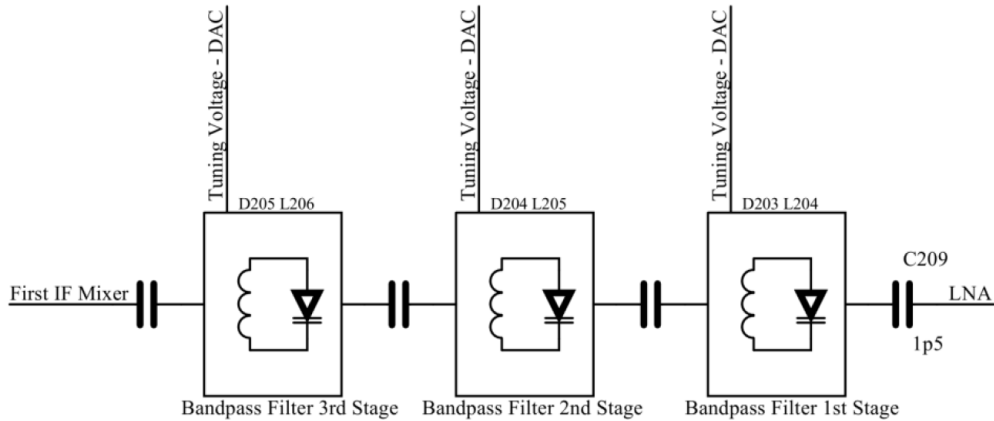 Tuning Voltage - DAC
Tuning Voltage - DAC
Tuning Voltage - DAC
D205 L206
D204 L205
D203 L204
C209
First IF Mixer
LNA
1p5
Bandpass Filter 3rd Stage
Bandpass Filter 2nd Stage
Bandpass Filter 1st Stage